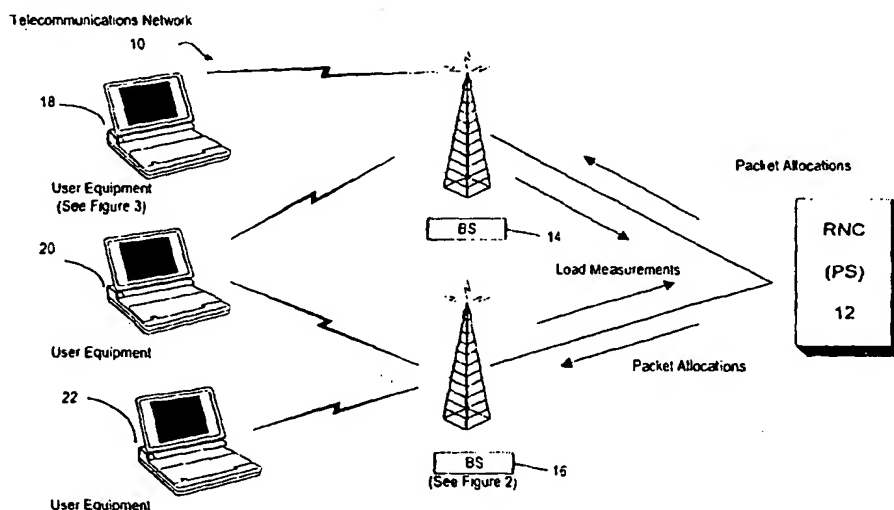 Telecommunications Network
10
18
User Equipment
(See Figure 3)
20
User Equipment
22
User Equipment
BS
14
BS
16
(See Figure 2)
Packet Allocations
Load Measurements
Packet Allocations
RNC
(PS)
12